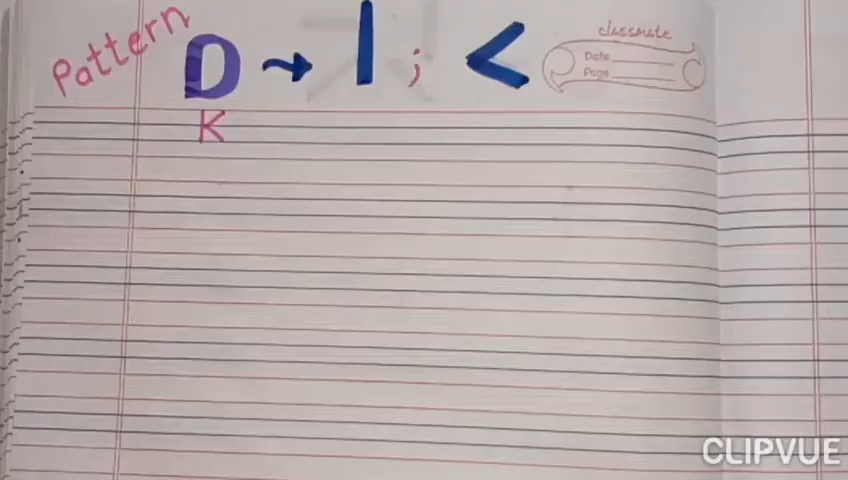 Pattern D → I ; <
classmate
Date
Page
K
CLIPVUE